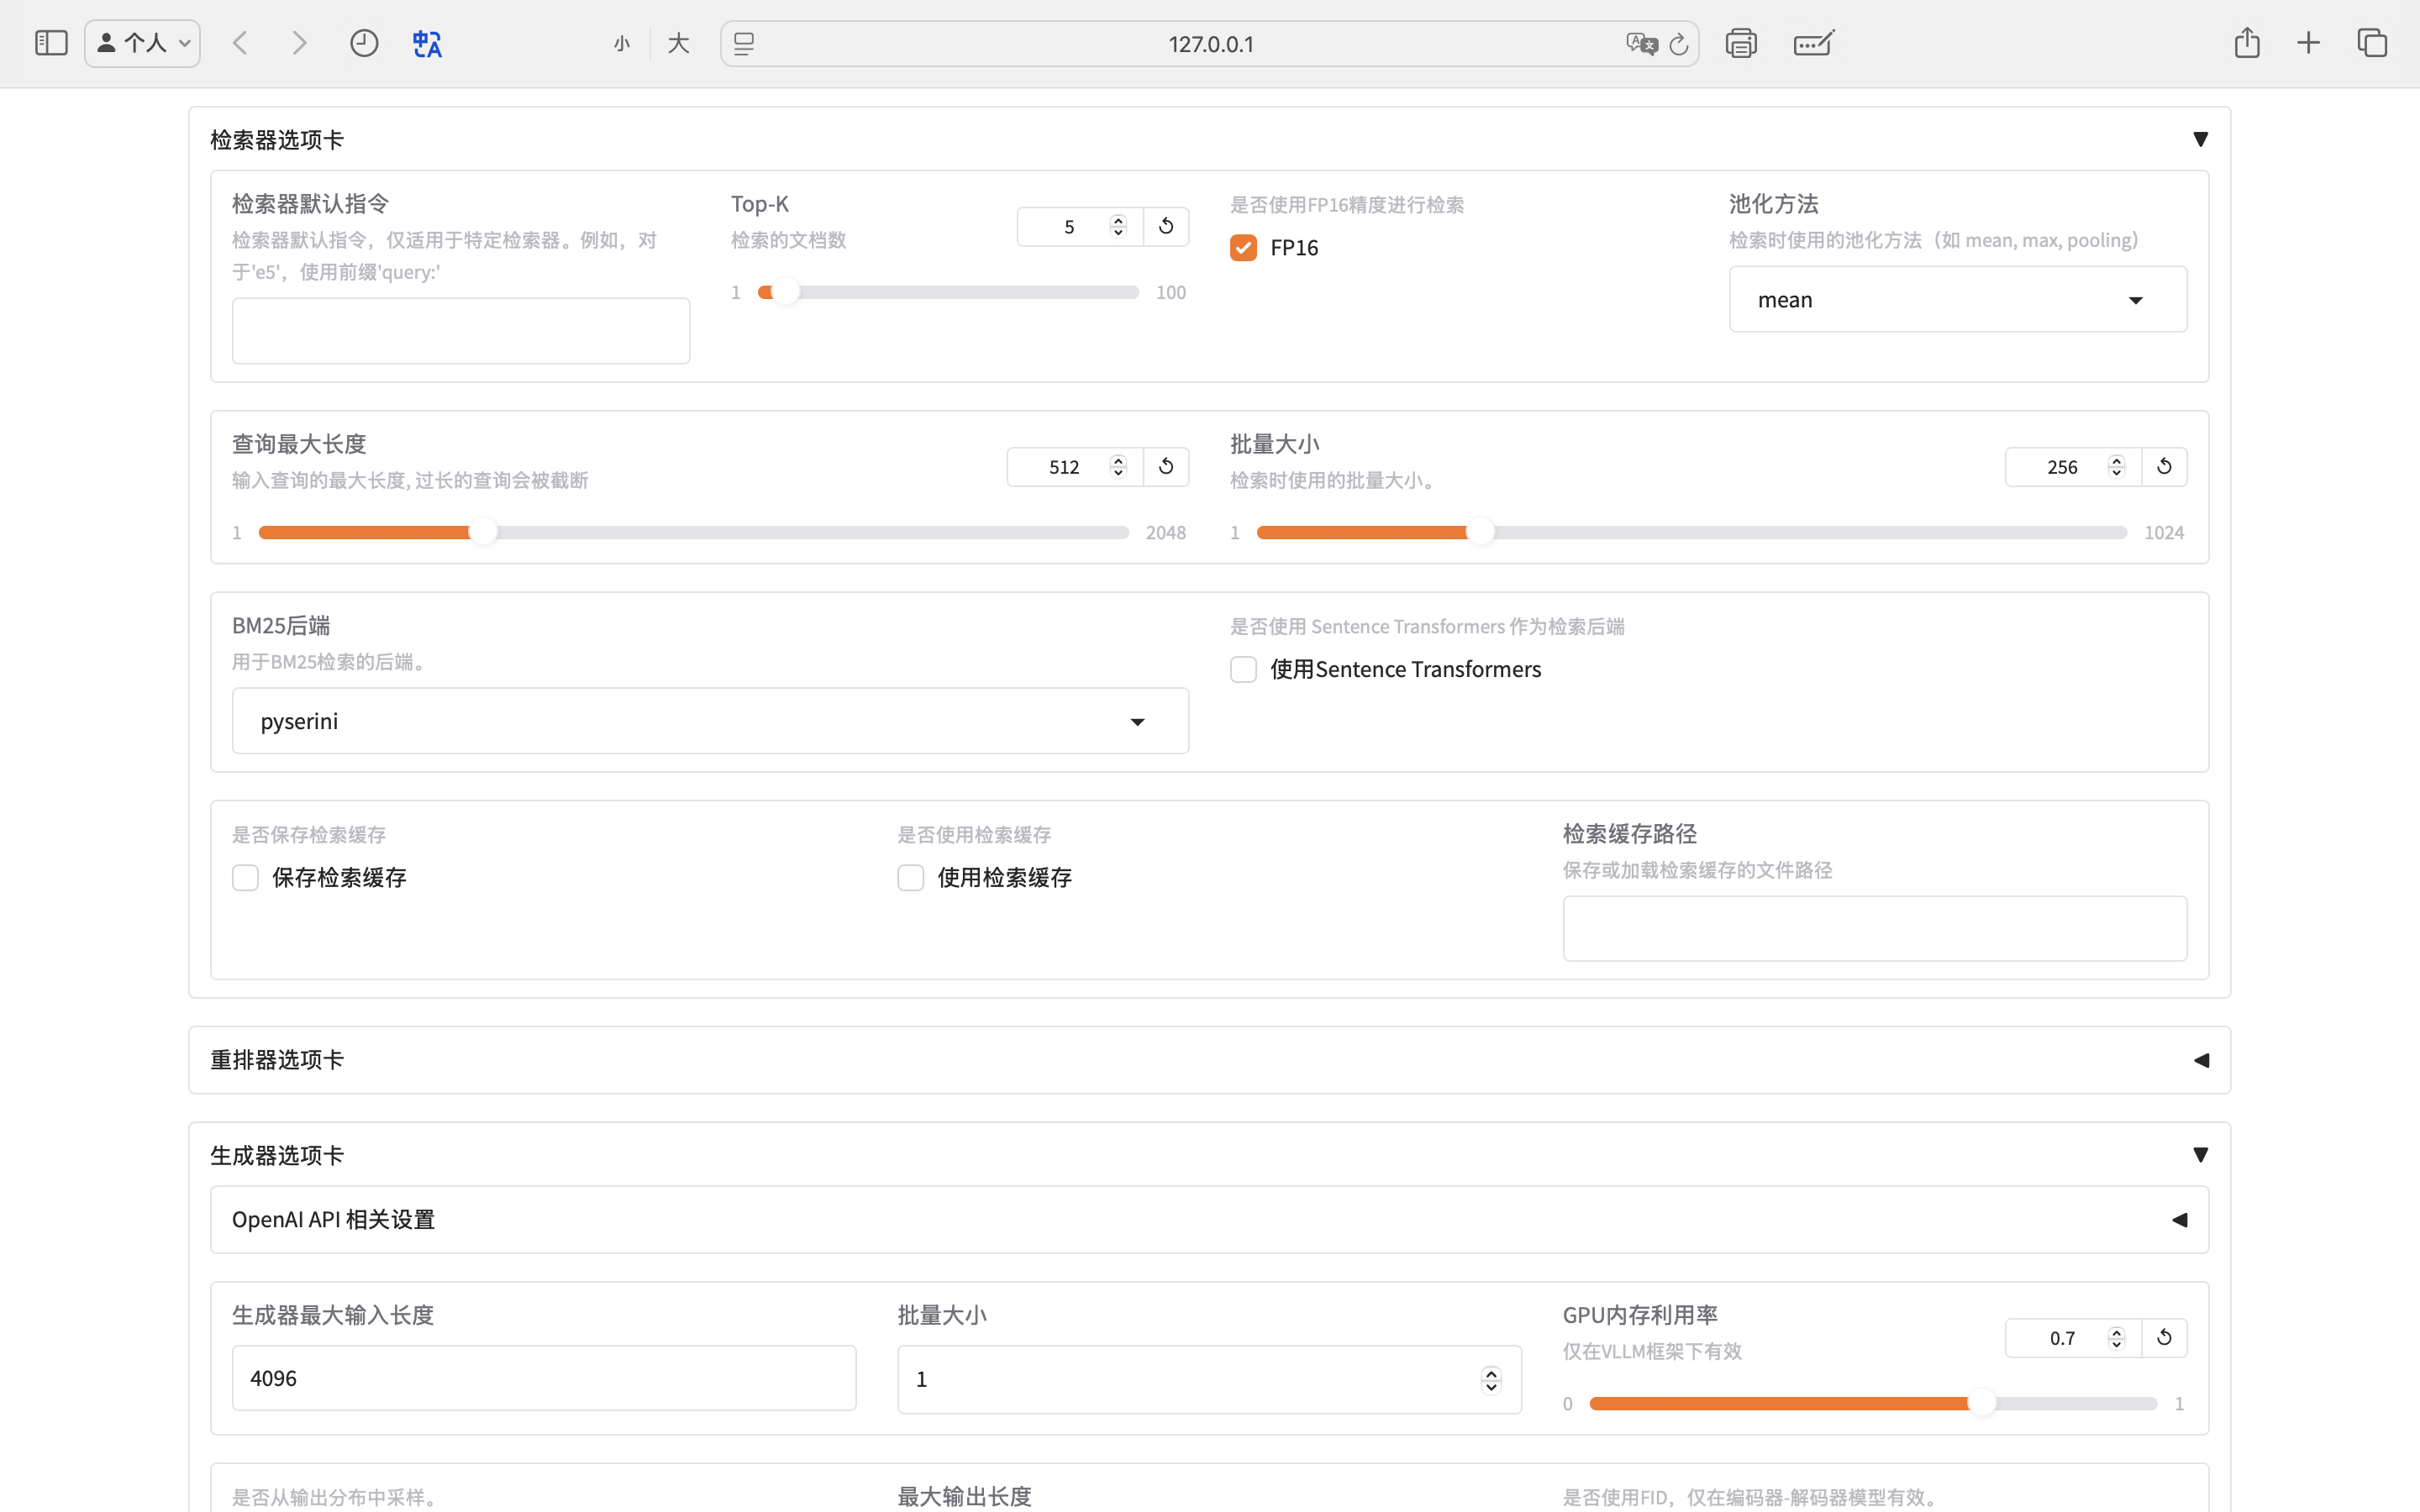 个人
小
大
127.0.0.1
检索器选项卡
检索器默认指令
检索器默认指令，仅适用于特定检索器。例如，对
于'e5'，使用前缀'query:'
Top-K
检索的文档数
5
1
100
是否使用FP16精度进行检索
FP16
池化方法
检索时使用的池化方法（如 mean, max, pooling）
mean
查询最大长度
输入查询的最大长度, 过长的查询会被截断
512
1
2048
批量大小
检索时使用的批量大小。
256
1
1024
BM25后端
用于BM25检索的后端。
pyserini
是否使用 Sentence Transformers 作为检索后端
使用Sentence Transformers
是否保存检索缓存
保存检索缓存
是否使用检索缓存
使用检索缓存
检索缓存路径
保存或加载检索缓存的文件路径
重排器选项卡
生成器选项卡
OpenAI API 相关设置
生成器最大输入长度
4096
批量大小
1
GPU内存利用率
仅在VLLM框架下有效
0.7
0
1
是否从输出分布中采样。
最大输出长度
是否使用FID，仅在编码器-解码器模型有效。